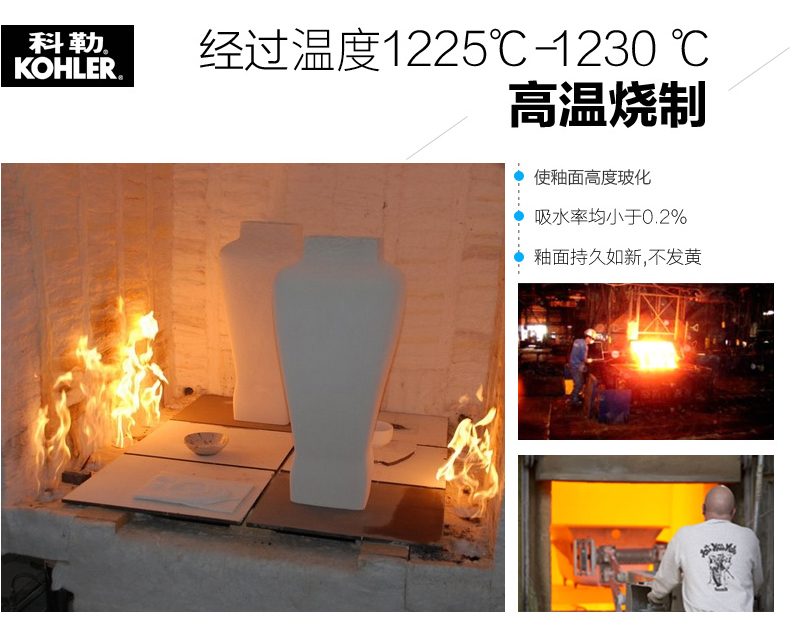 科勒®
KOHLER®
经过温度1225℃-1230 ℃
高温烧制
使釉面高度玻化
吸水率均小于0.2%
釉面持久如新,不发黄